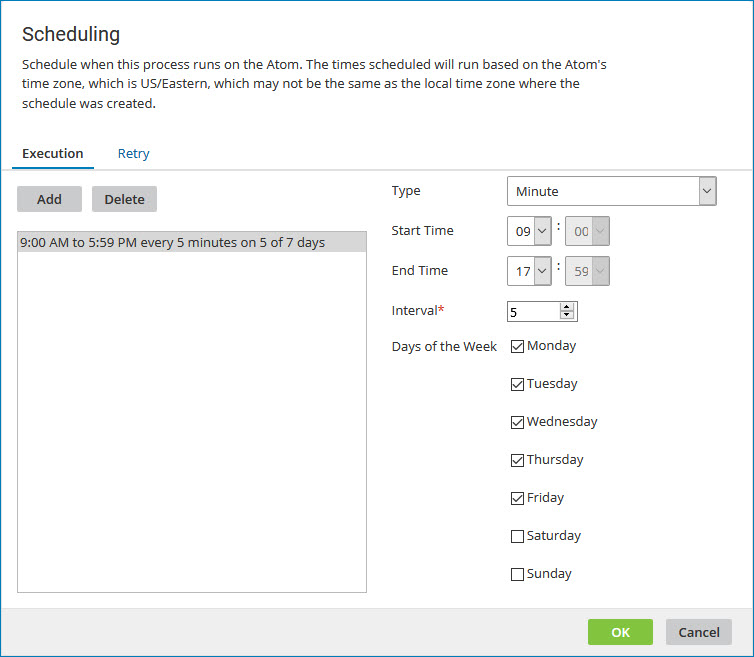 Scheduling
Schedule when this process runs on the Atom. The times scheduled will run based on the Atom's
time zone, which is US/Eastern, which may not be the same as the local time zone where the
schedule was created.
Execution Retry
Add Delete
9:00 AM to 5:59 PM every 5 minutes on 5 of 7 days
Type Minute
Start Time 09 : 00
End Time 17 : 59
Interval* 5
Days of the Week Monday
Tuesday
Wednesday
Thursday
Friday
Saturday
Sunday
OK Cancel